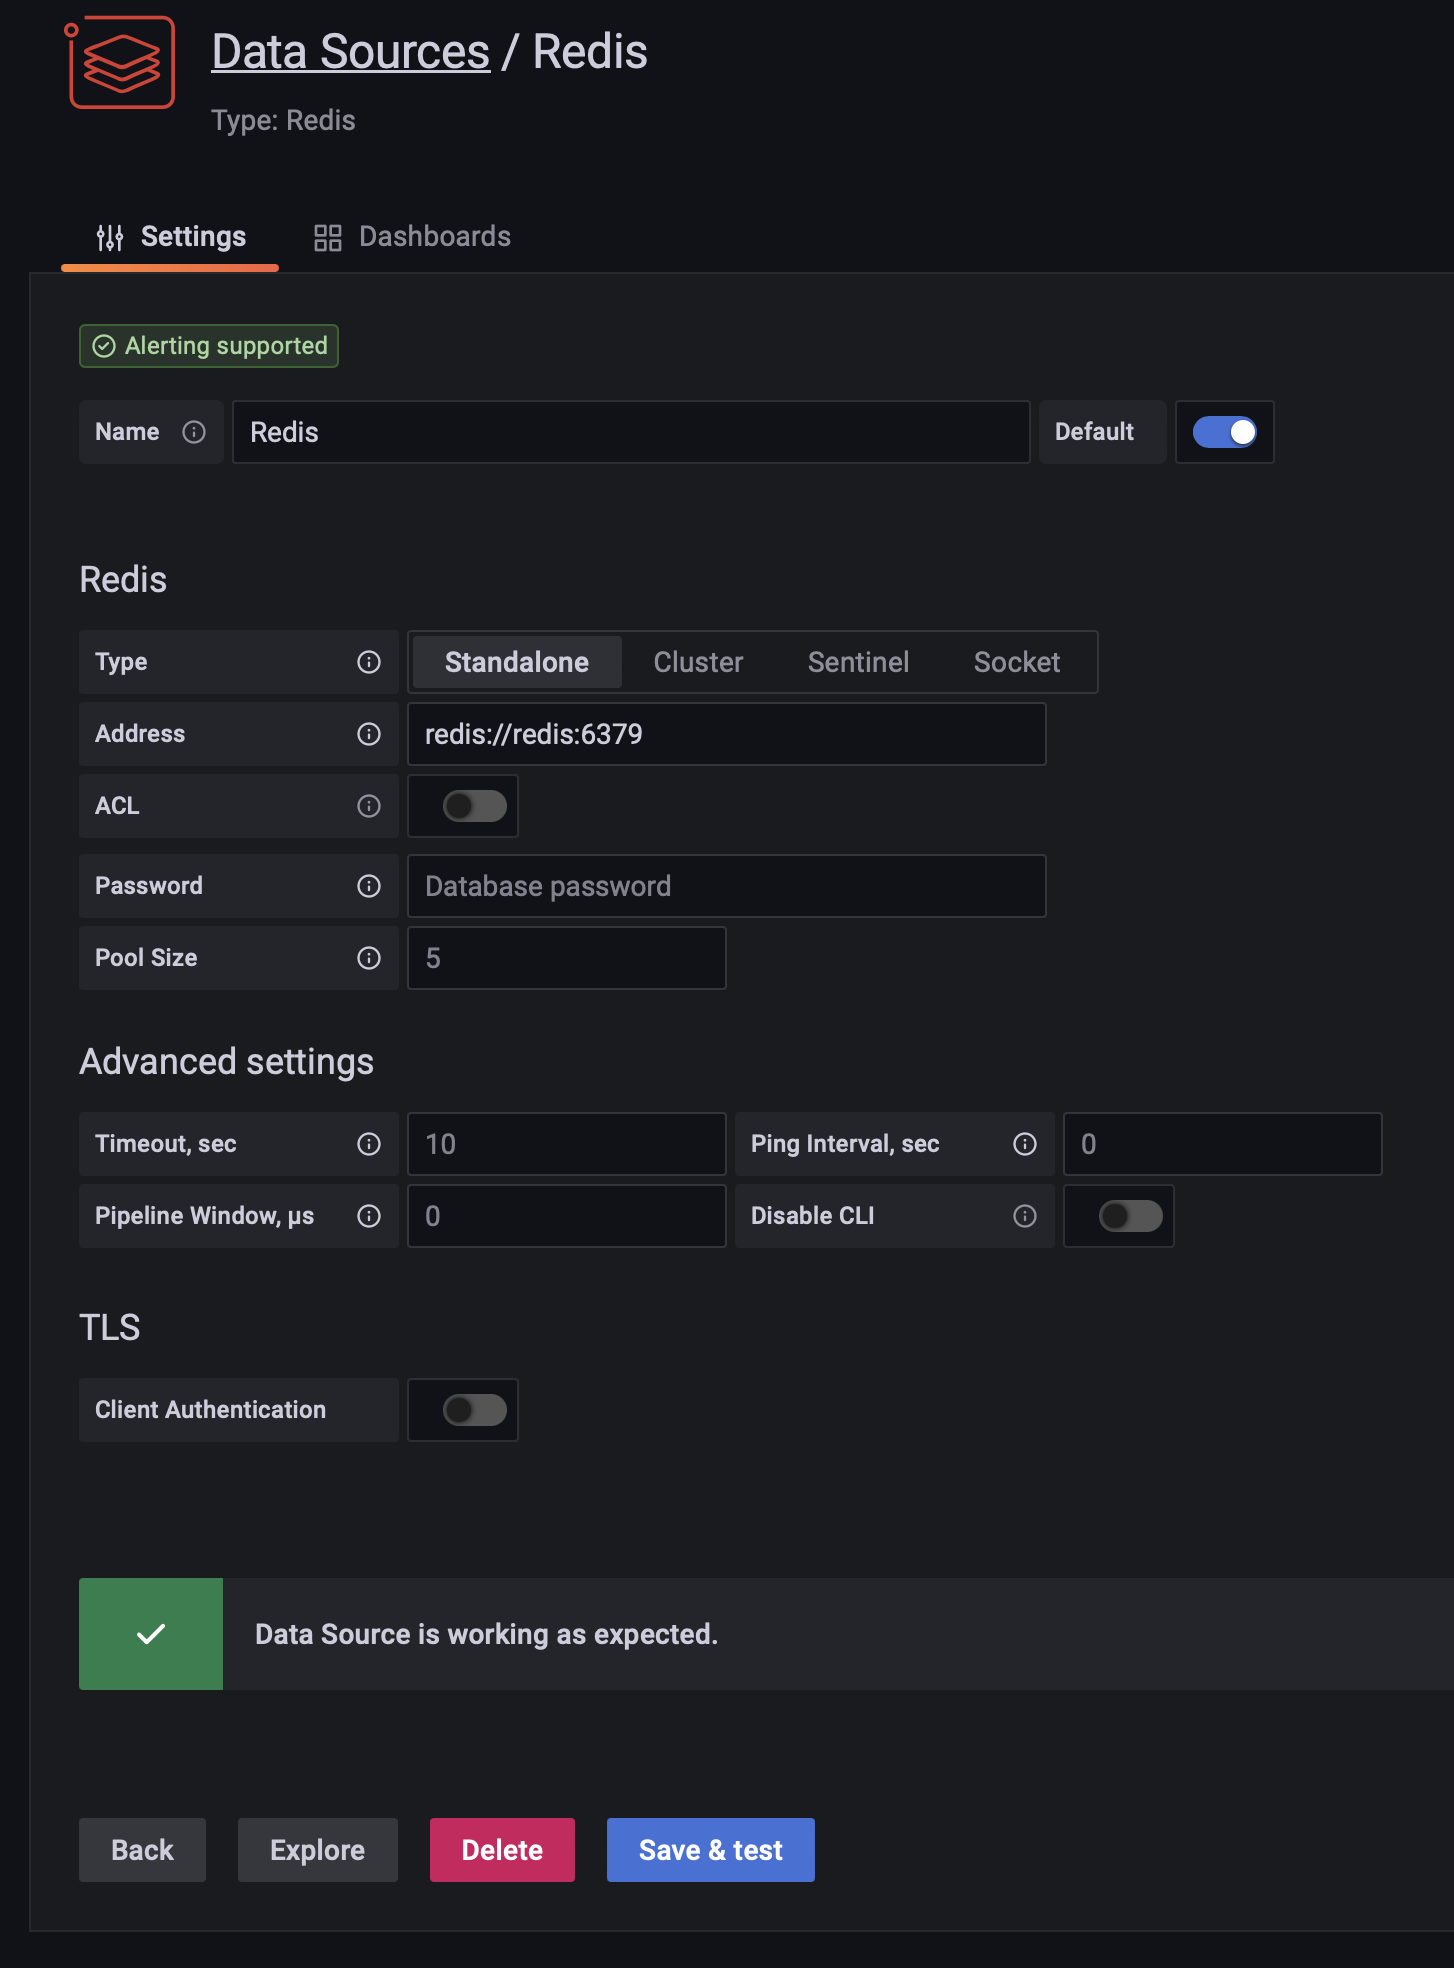 Data Sources / Redis
Type: Redis
Settings Dashboards
Alerting supported
Name Redis Default
Redis
Type Standalone Cluster Sentinel Socket
Address redis://redis:6379
ACL
Password Database password
Pool Size 5
Advanced settings
Timeout, sec 10 Ping Interval, sec 0
Pipeline Window, μs 0 Disable CLI
TLS
Client Authentication
Data Source is working as expected.
Back Explore Delete Save & test